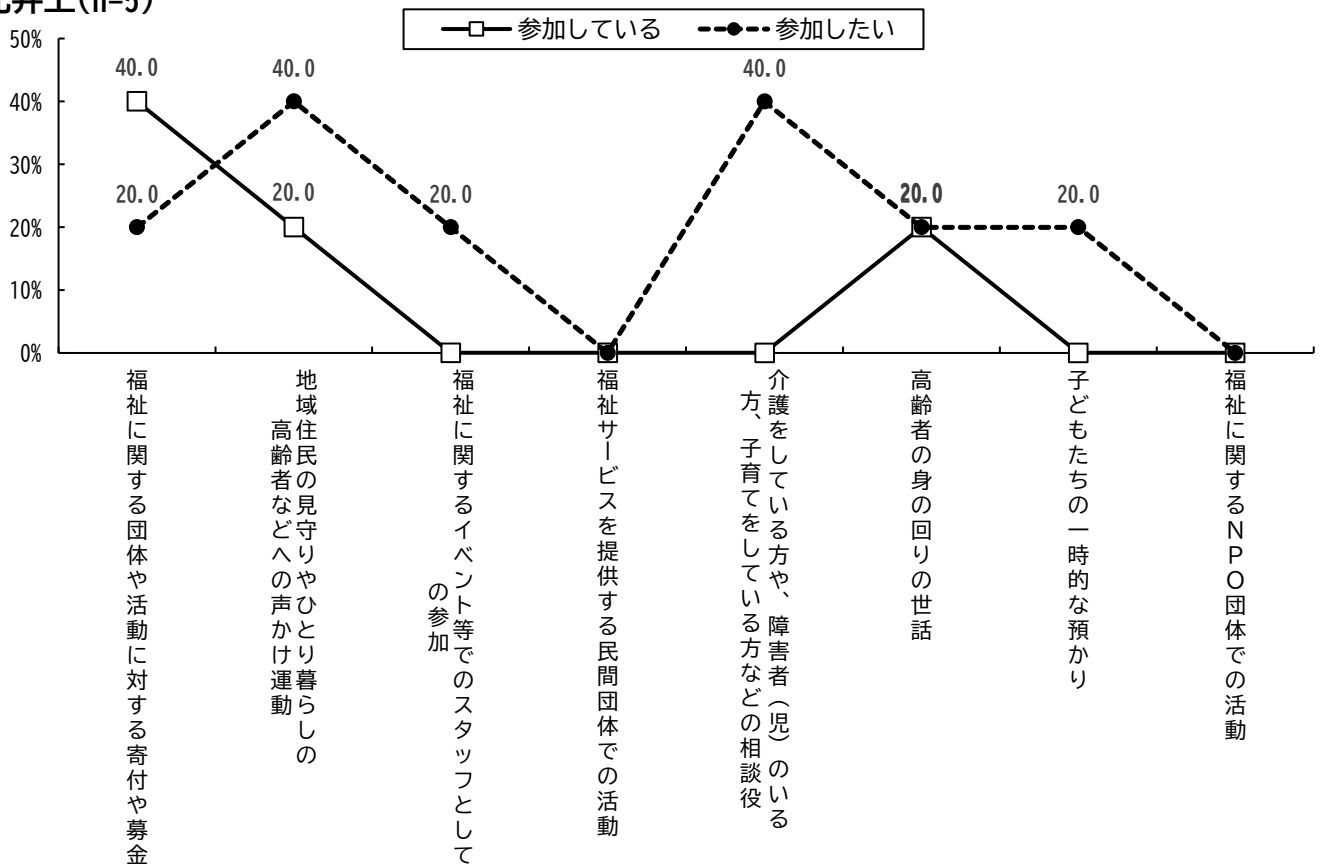 参加している
参加したい
50%
40%
30%
20%
10%
0%
40.0
40.0
40.0
20.0
20.0
20.0
20.0
20.0
20.0
福祉に関する団体や活動に対する寄付や募金
地域住民の見守りやひとり暮らしの
高齢者などへの声かけ運動
福祉に関するイベント等でのスタッフとして
の参加
福祉サービスを提供する民間団体での活動
介護をしている方や、障害者（児）のいる
方、子育てをしている方などの相談役
高齢者の身の回りの世話
子どもたちの一時的な預かり
福祉に関するＮＰＯ団体での活動